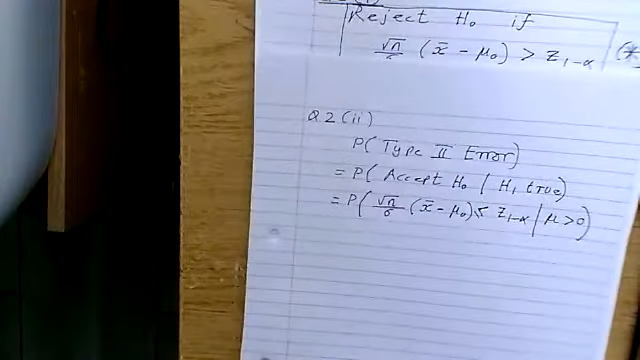 Reject H₀ if
√n/σ (x̄ - μ₀) > z₁₋α (*
Q2(ii)
P(Type II Error)
= P(Accept H₀ | H₁ true)
= P(√n/σ (x̄ - μ₀) ≤ z₁₋α | μ > 0)